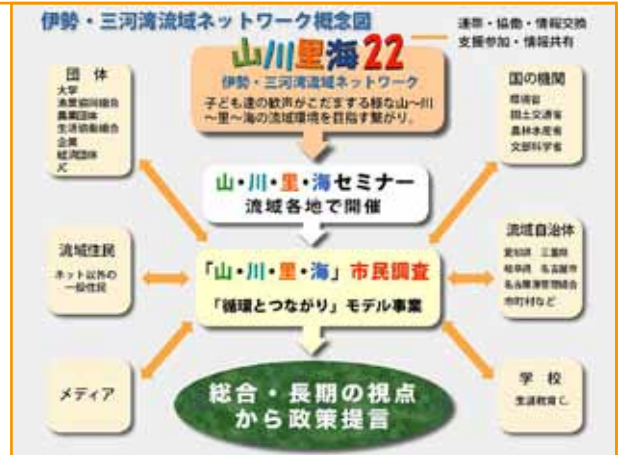 伊勢・三河湾流域ネットワーク概念図
連帯・協働・情報交換
支援参加・情報共有
山川里海22
伊勢・三河湾流域ネットワーク
子ども達の歓声がこだまする様な山〜川
〜里〜海の流域環境を目指す繋がり。
団 体
大学
漁業協同組合
農業団体
生活協働組合
企業
経済団体
JC
国の機関
環境省
国土交通省
農林水産省
文部科学省
山・川・里・海セミナー
流域各地で開催
流域住民
ネット以外の
一般住民
「山・川・里・海」市民調査
「循環とつながり」モデル事業
流域自治体
愛知県 三重県
岐阜県 名古屋市
名古屋港管理組合
市町村など
メディア
総合・長期の視点
から政策提言
学 校